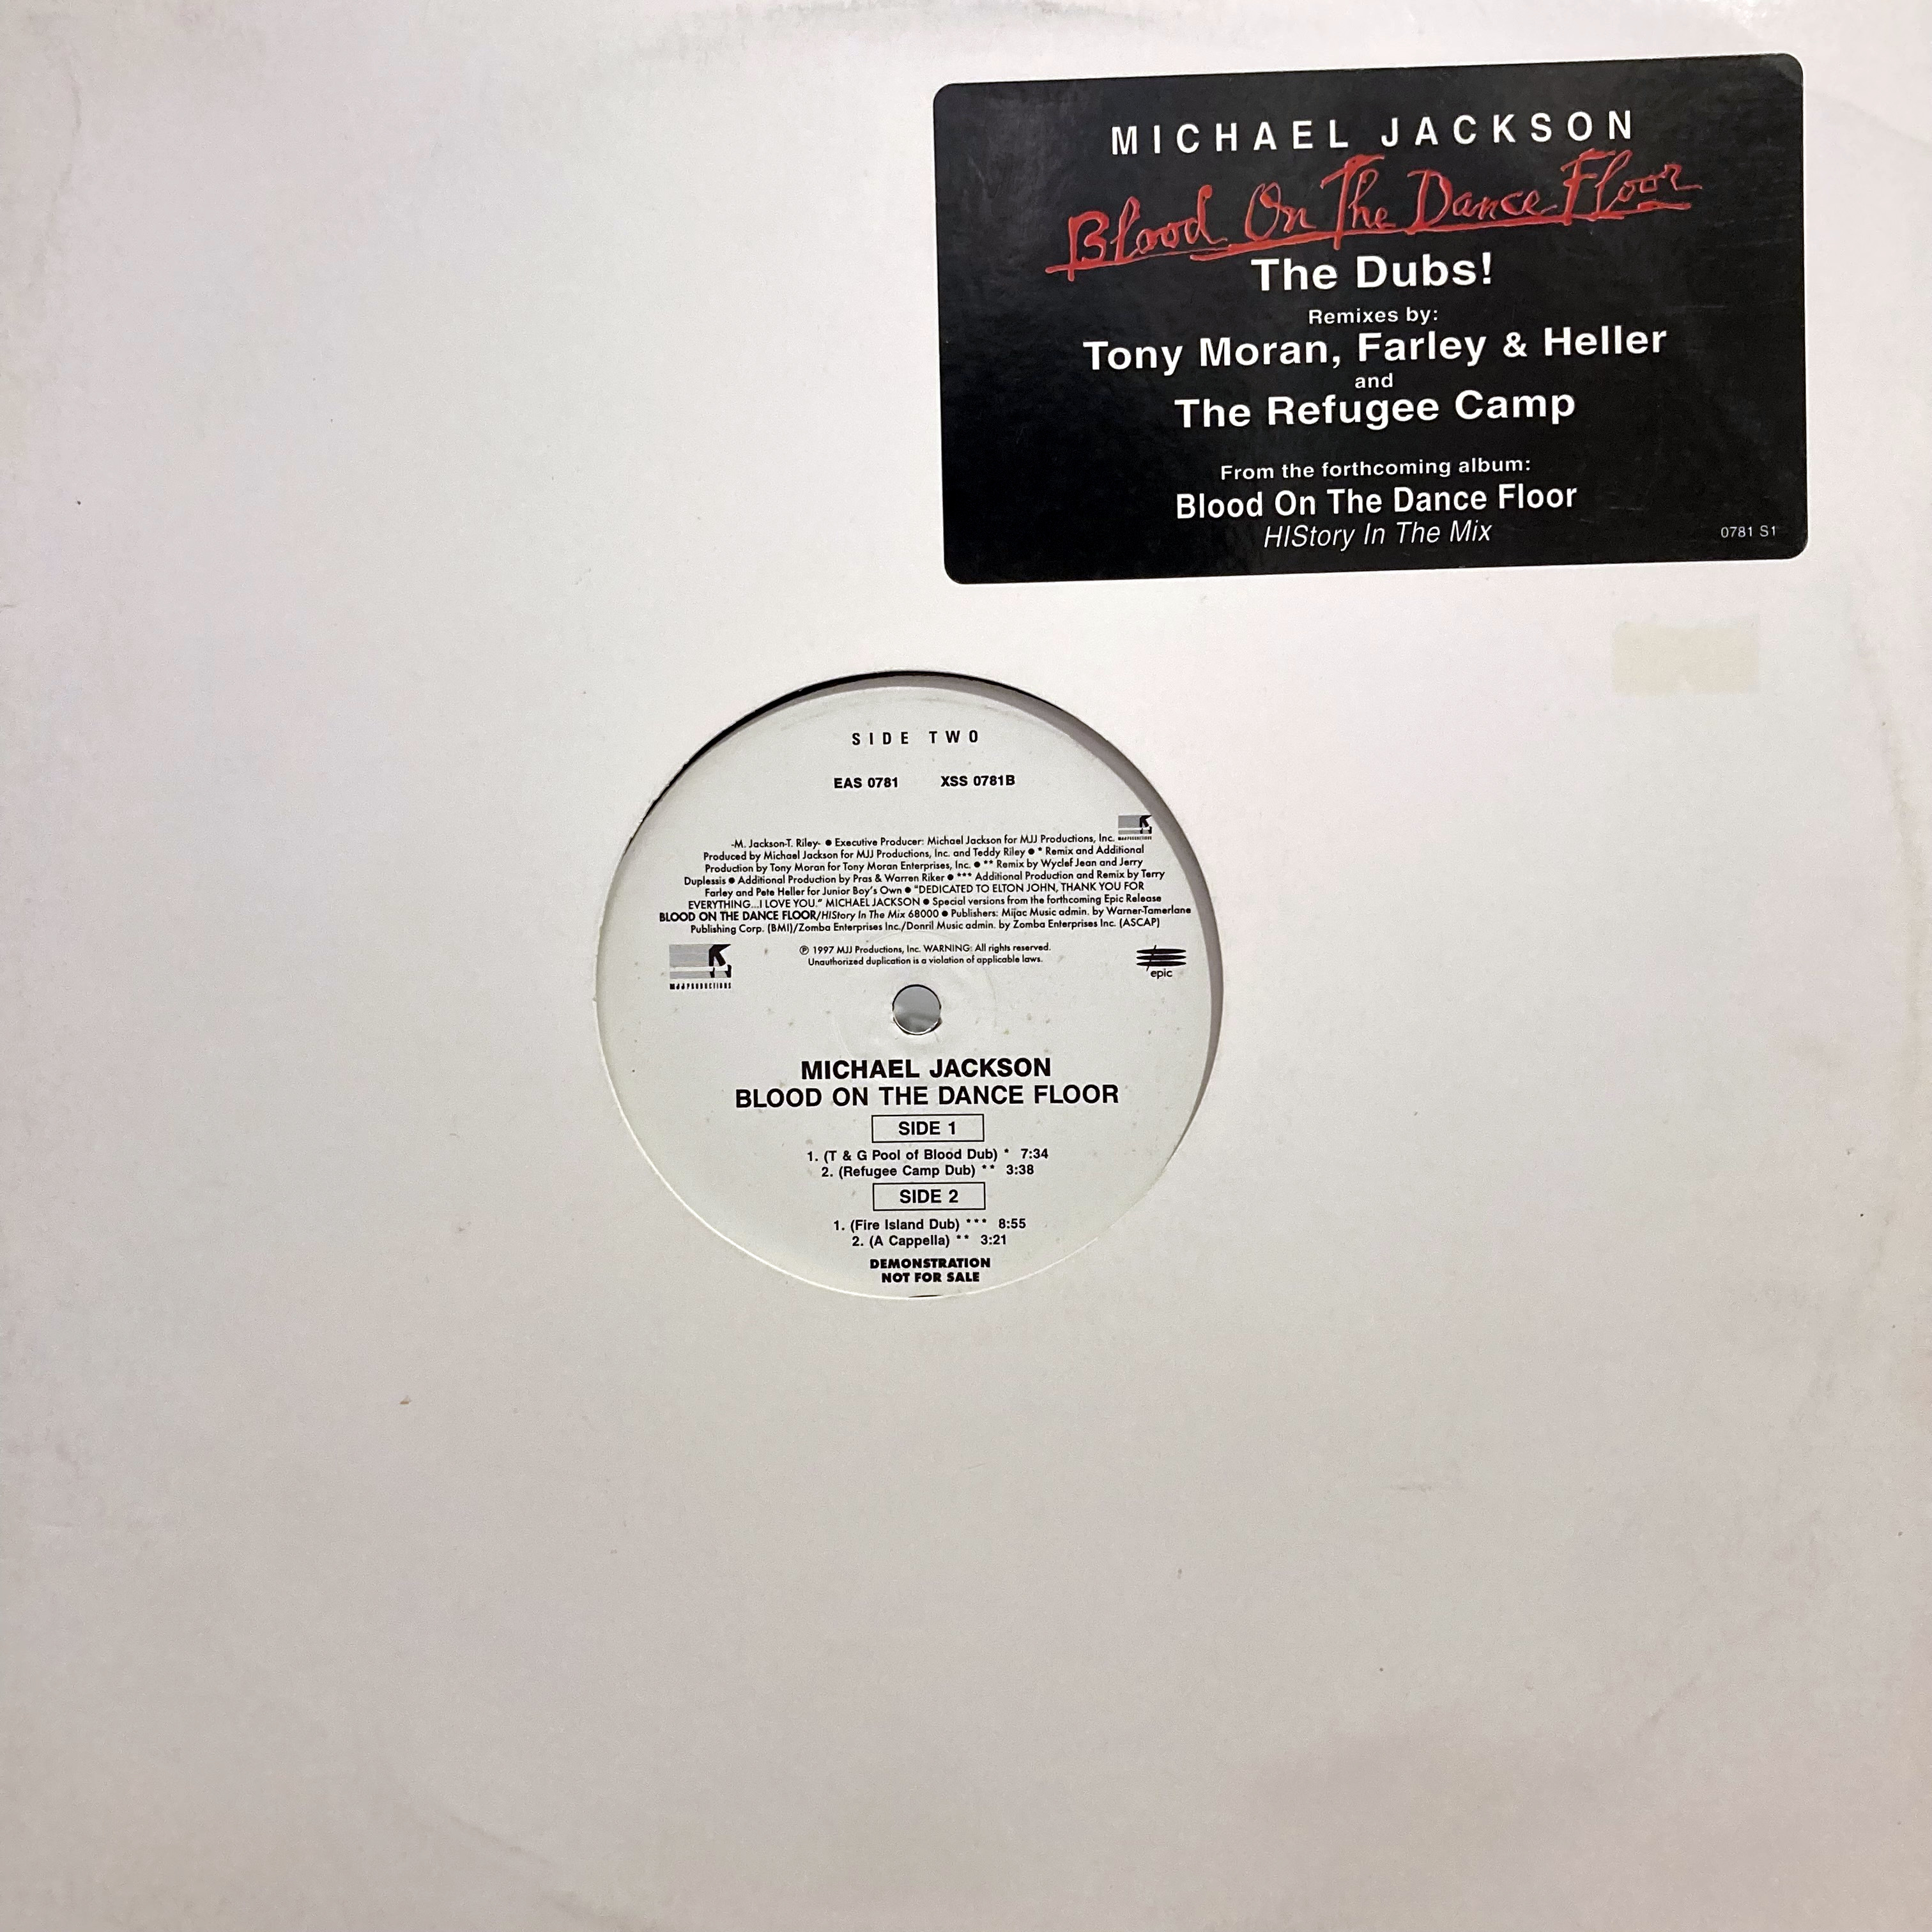 MICHAEL JACKSON
Blood On The Dance Floor
The Dubs!
Remixes by:
Tony Moran, Farley & Heller
and
The Refugee Camp
From the forthcoming album:
Blood On The Dance Floor
HIStory In The Mix
0781 S1
SIDE TWO
EAS 0781 XSS 0781B
-M. Jackson-T. Riley- ● Executive Producer: Michael Jackson for MJJ Productions, Inc.
Produced by Michael Jackson for MJJ Productions, Inc. and Teddy Riley ● * Remix and Additional
Production by Tony Moran for Tony Moran Enterprises, Inc. ● ** Remix by Wyclef Jean and Jerry
Duplessis ● Additional Production by Pras & Warren Riker ● *** Additional Production and Remix by Terry
Farley and Pete Heller for Junior Boy's Own ● "DEDICATED TO ELTON JOHN, THANK YOU FOR
EVERYTHING...I LOVE YOU." MICHAEL JACKSON ● Special versions from the forthcoming Epic Release
BLOOD ON THE DANCE FLOOR/HIStory In The Mix 68000 ● Publishers: Mijac Music admin. by Warner-Tamerlane
Publishing Corp. (BMI)/Zomba Enterprises Inc./Donril Music admin. by Zomba Enterprises Inc. (ASCAP)
℗ 1997 MJJ Productions, Inc. WARNING: All rights reserved.
Unauthorized duplication is a violation of applicable laws.
MJJ PRODUCTIONS
epic
MICHAEL JACKSON
BLOOD ON THE DANCE FLOOR
SIDE 1
1. (T & G Pool of Blood Dub) * 7:34
2. (Refugee Camp Dub) ** 3:38
SIDE 2
1. (Fire Island Dub) *** 8:55
2. (A Cappella) ** 3:21
DEMONSTRATION
NOT FOR SALE